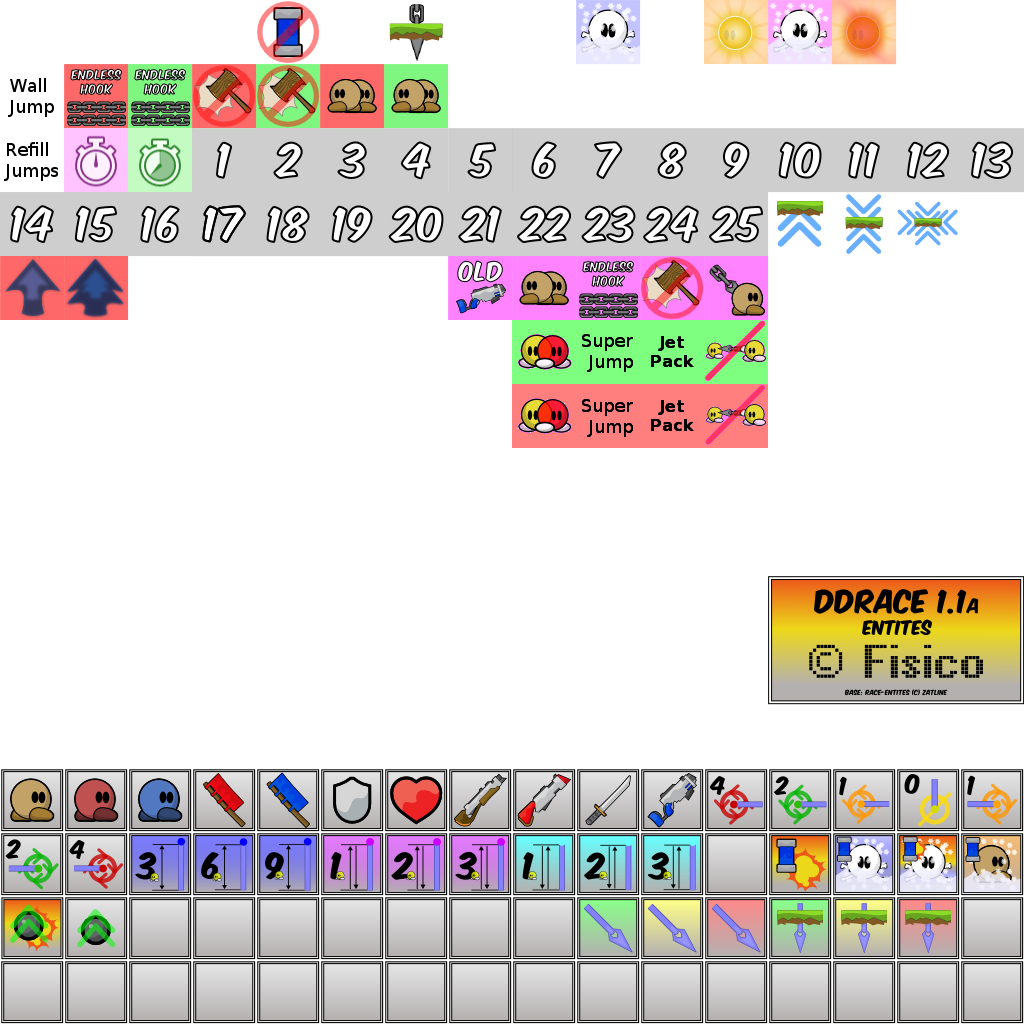 Wall
Jump
ENDLESS
HOOK
ENDLESS
HOOK
Refill
Jumps
1 2 3 4 5 6 7 8 9 10 11 12 13
14 15 16 17 18 19 20 21 22 23 24 25
OLD
ENDLESS
HOOK
Super
Jump
Jet
Pack
Super
Jump
Jet
Pack
DDRACE 1.1A
ENTITES
© Fisico
BASE: RACE-ENTITES (C) ZATLINE
4 2 1 0 1
2 4 3 6 9 1 2 3 1 2 3